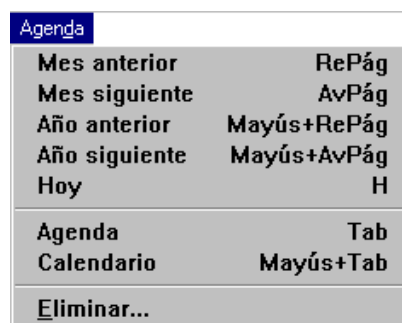 Agenda
Mes anterior RePág
Mes siguiente AvPág
Año anterior Mayús+RePág
Año siguiente Mayús+AvPág
Hoy H
Agenda Tab
Calendario Mayús+Tab
Eliminar...